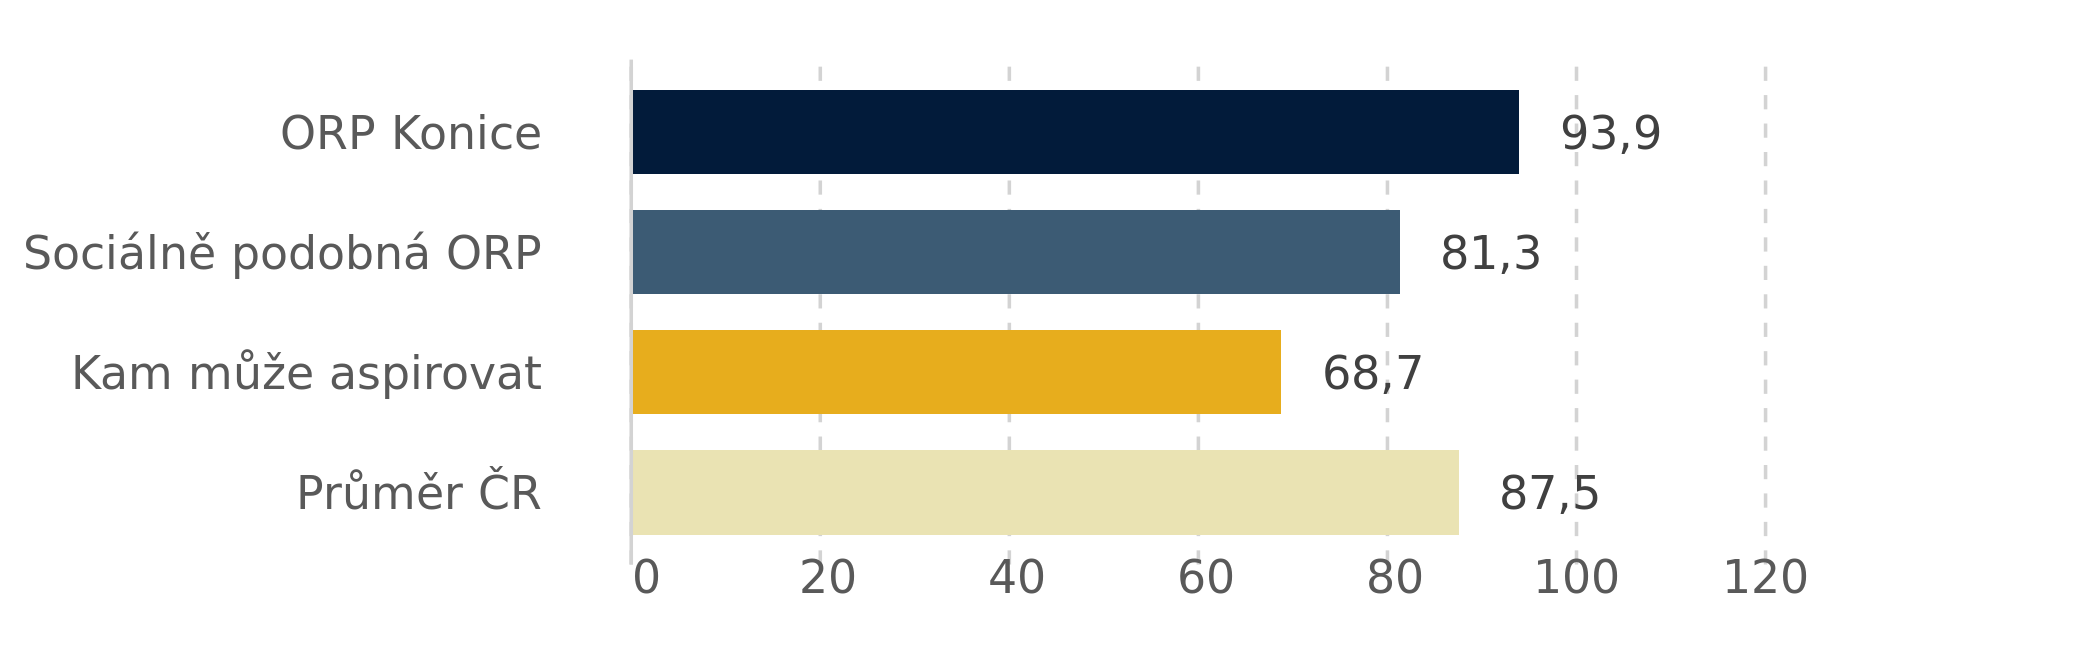 ORP Konice 93,9
Sociálně podobná ORP 81,3
Kam může aspirovat 68,7
Průměr ČR 87,5
0 20 40 60 80 100 120